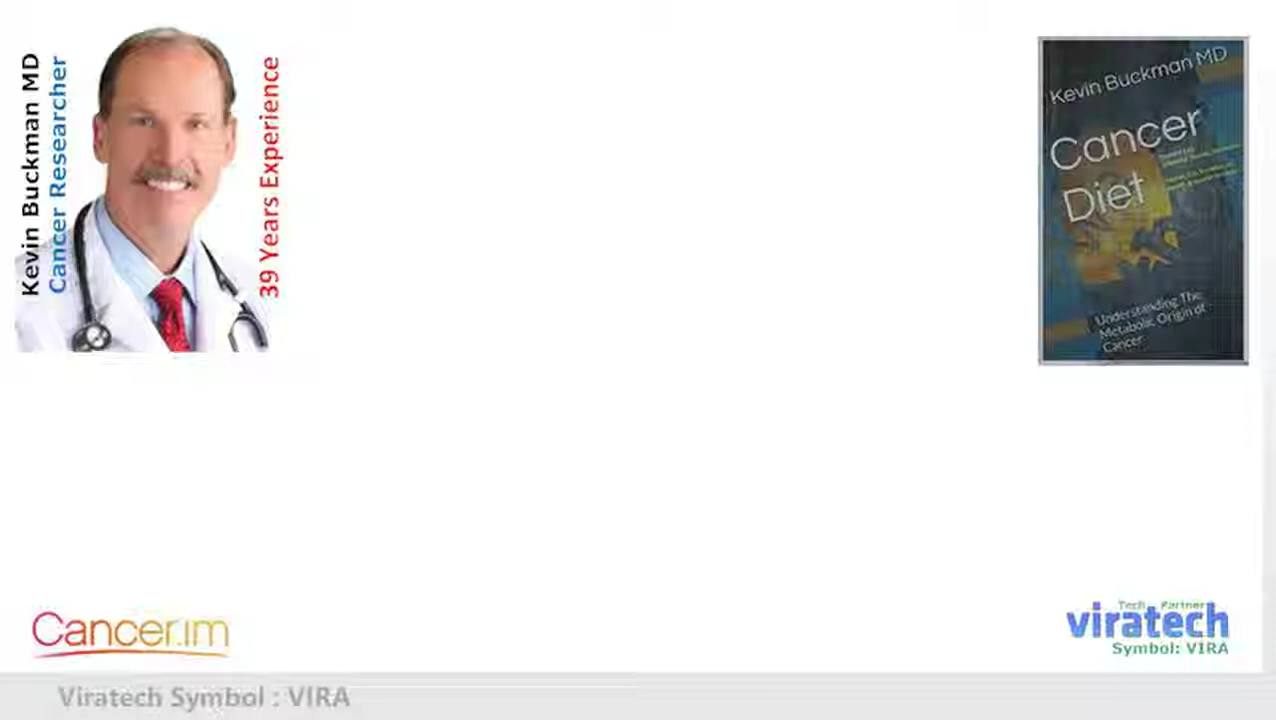 Kevin Buckman MD
Cancer Researcher
39 Years Experience
Kevin Buckman MD
Cancer
Diet
Understanding The
Metabolic Origin of
Cancer
Cancer.im
Tech Partner
viratech
Symbol: VIRA
Viratech Symbol : VIRA